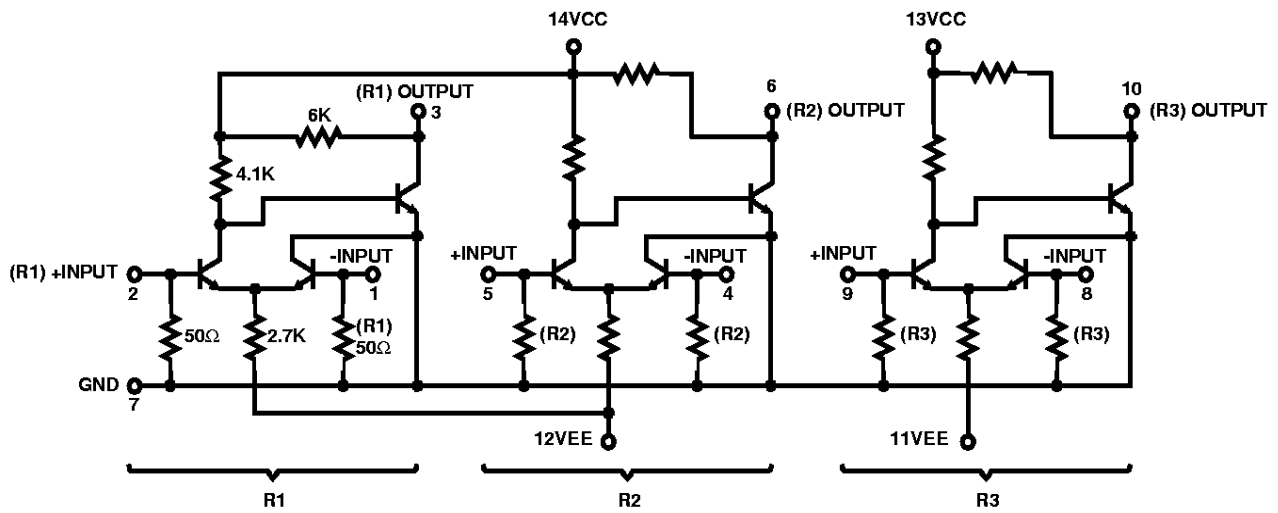 14VCC
13VCC
(R1) OUTPUT
3
6
(R2) OUTPUT
10
(R3) OUTPUT
6K
4.1K
(R1) +INPUT
2
-INPUT
1
+INPUT
5
-INPUT
4
+INPUT
9
-INPUT
8
50Ω
2.7K
(R1)
50Ω
(R2)
(R2)
(R3)
(R3)
GND
7
12VEE
11VEE
R1
R2
R3